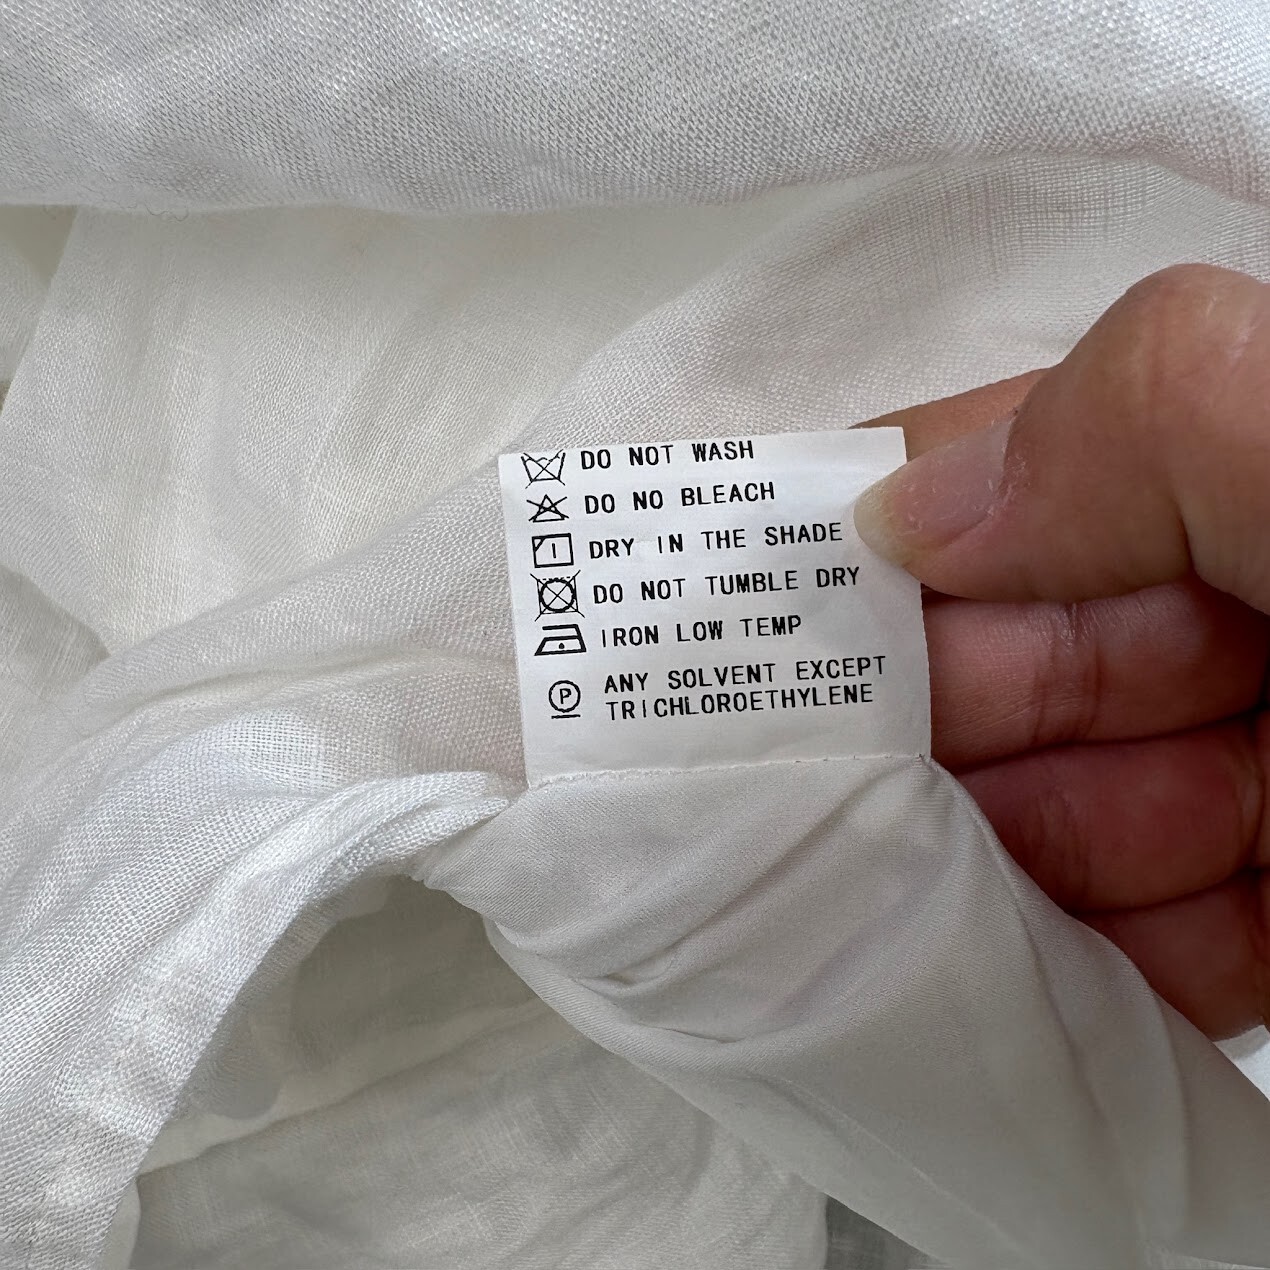 DO NOT WASH
DO NO BLEACH
DRY IN THE SHADE
DO NOT TUMBLE DRY
IRON LOW TEMP
P ANY SOLVENT EXCEPT
TRICHLOROETHYLENE